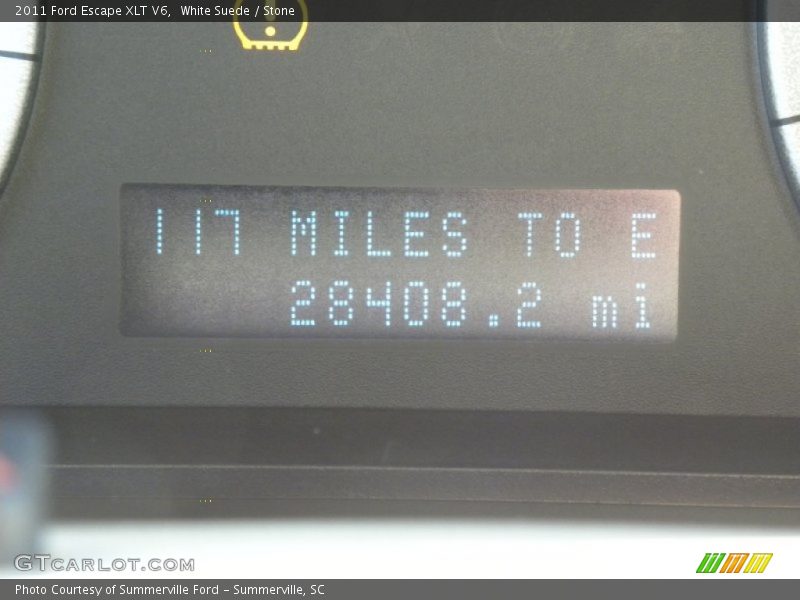 2011 Ford Escape XLT V6,  White Suede / Stone
117 MILES TO E
28408.2 mi
GTCARLOT.COM
Photo Courtesy of Summerville Ford – Summerville, SC